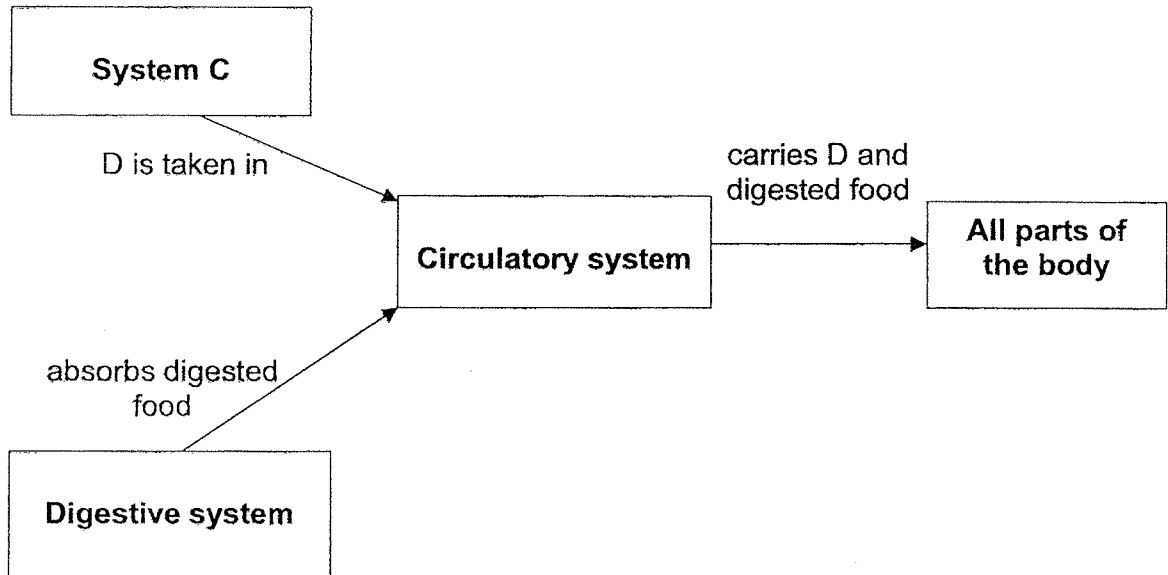 System C
D is taken in
carries D and
digested food
Circulatory system
All parts of
the body
absorbs digested
food
Digestive system